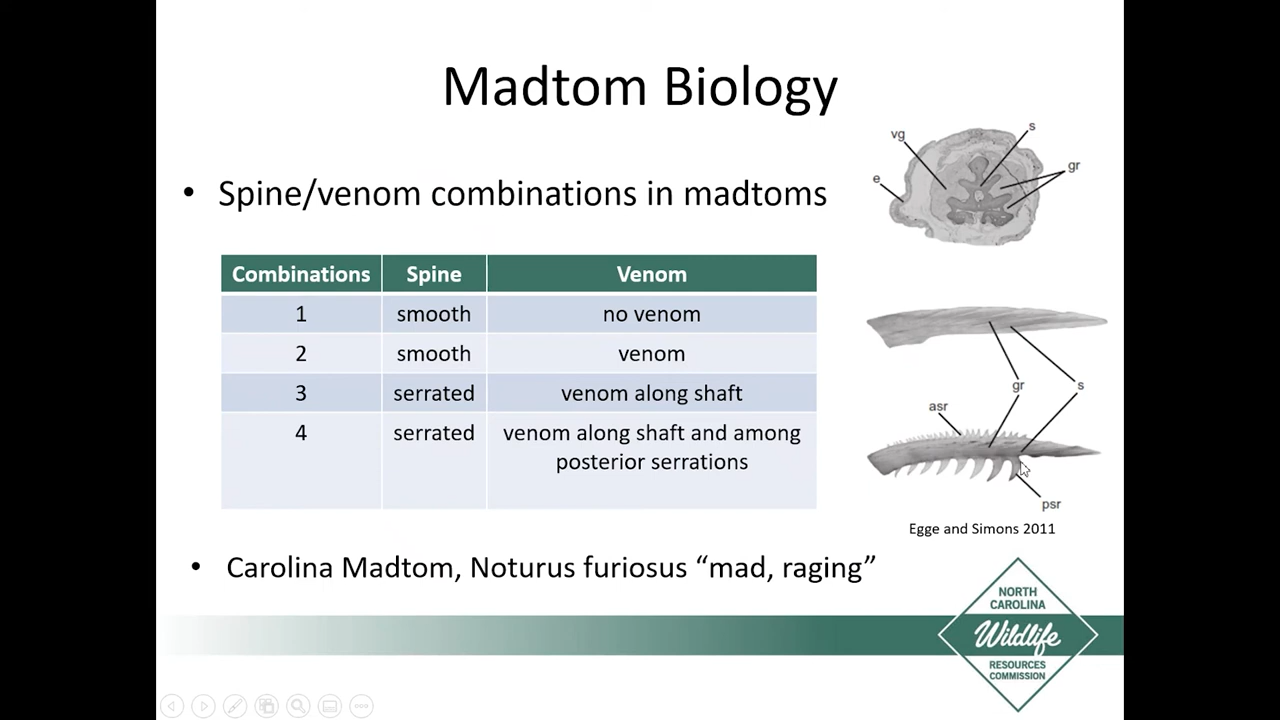 Madtom Biology
• Spine/venom combinations in madtoms
Combinations Spine Venom
1 smooth no venom
2 smooth venom
3 serrated venom along shaft
4 serrated venom along shaft and among
posterior serrations
• Carolina Madtom, Noturus furiosus “mad, raging”
vg
s
gr
e
gr
s
asr
psr
Egge and Simons 2011
NORTH
CAROLINA
Wildlife
RESOURCES
COMMISSION